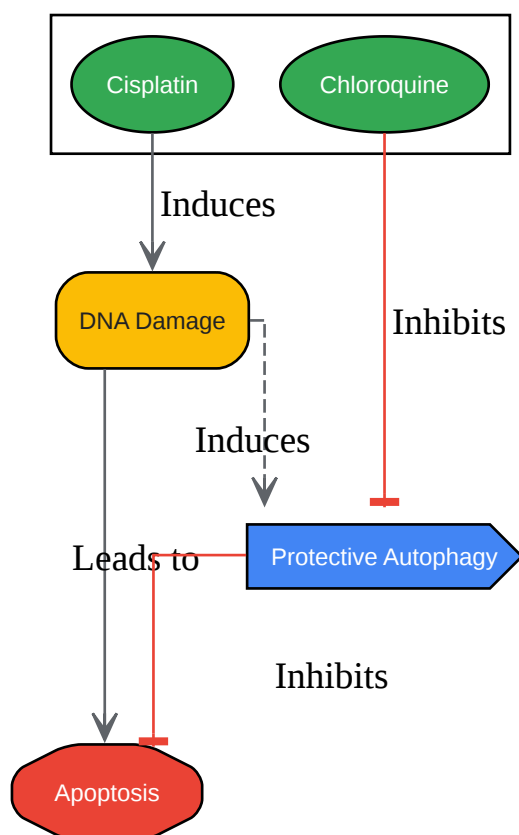 Cisplatin
Chloroquine
Induces
DNA Damage
Inhibits
Induces
Leads to
Protective Autophagy
Inhibits
Apoptosis